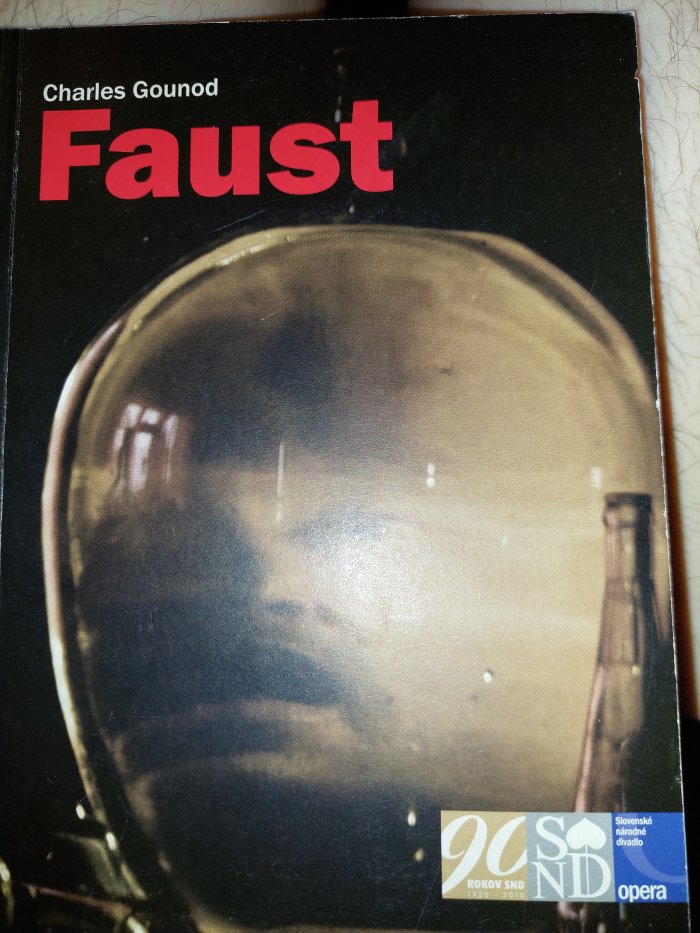 Charles Gounod
Faust
90
ROKOV SND
1920 - 2010
SND
Slovenské
národné
divadlo
opera